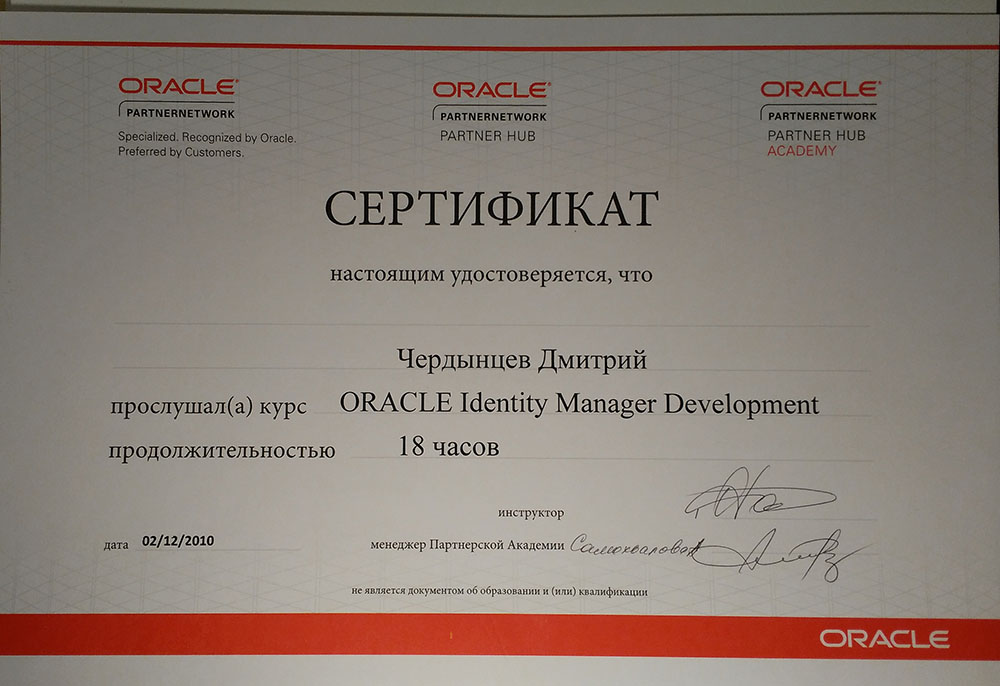 ORACLE® ORACLE® ORACLE®
PARTNERNETWORK PARTNERNETWORK PARTNERNETWORK
Specialized. Recognized by Oracle. PARTNER HUB PARTNER HUB
Preferred by Customers. ACADEMY
СЕРТИФИКАТ
настоящим удостоверяется, что
Чердынцев Дмитрий
прослушал(а) курс ORACLE Identity Manager Development
продолжительностью 18 часов
инструктор
дата 02/12/2010 менеджер Партнерской Академии Самохвалова
не является документом об образовании и (или) квалификации
ORACLE